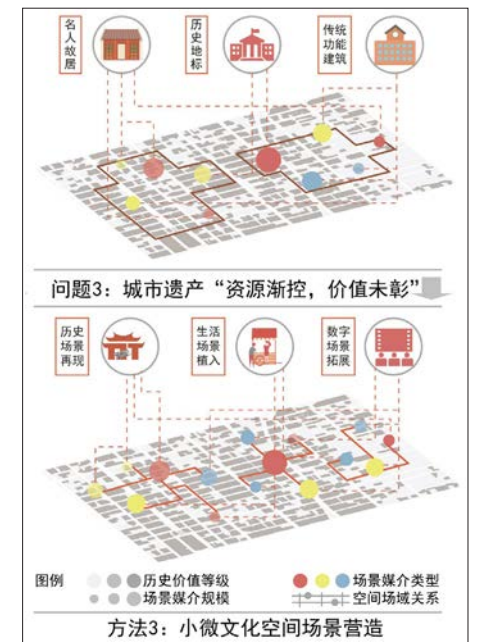 名人故居
历史地标
传统功能建筑
问题3：城市遗产“资源渐控，价值未彰”
历史场景再现
生活场景植入
数字场景拓展
图例
历史价值等级
场景媒介类型
场景媒介规模
空间场域关系
方法3：小微文化空间场景营造